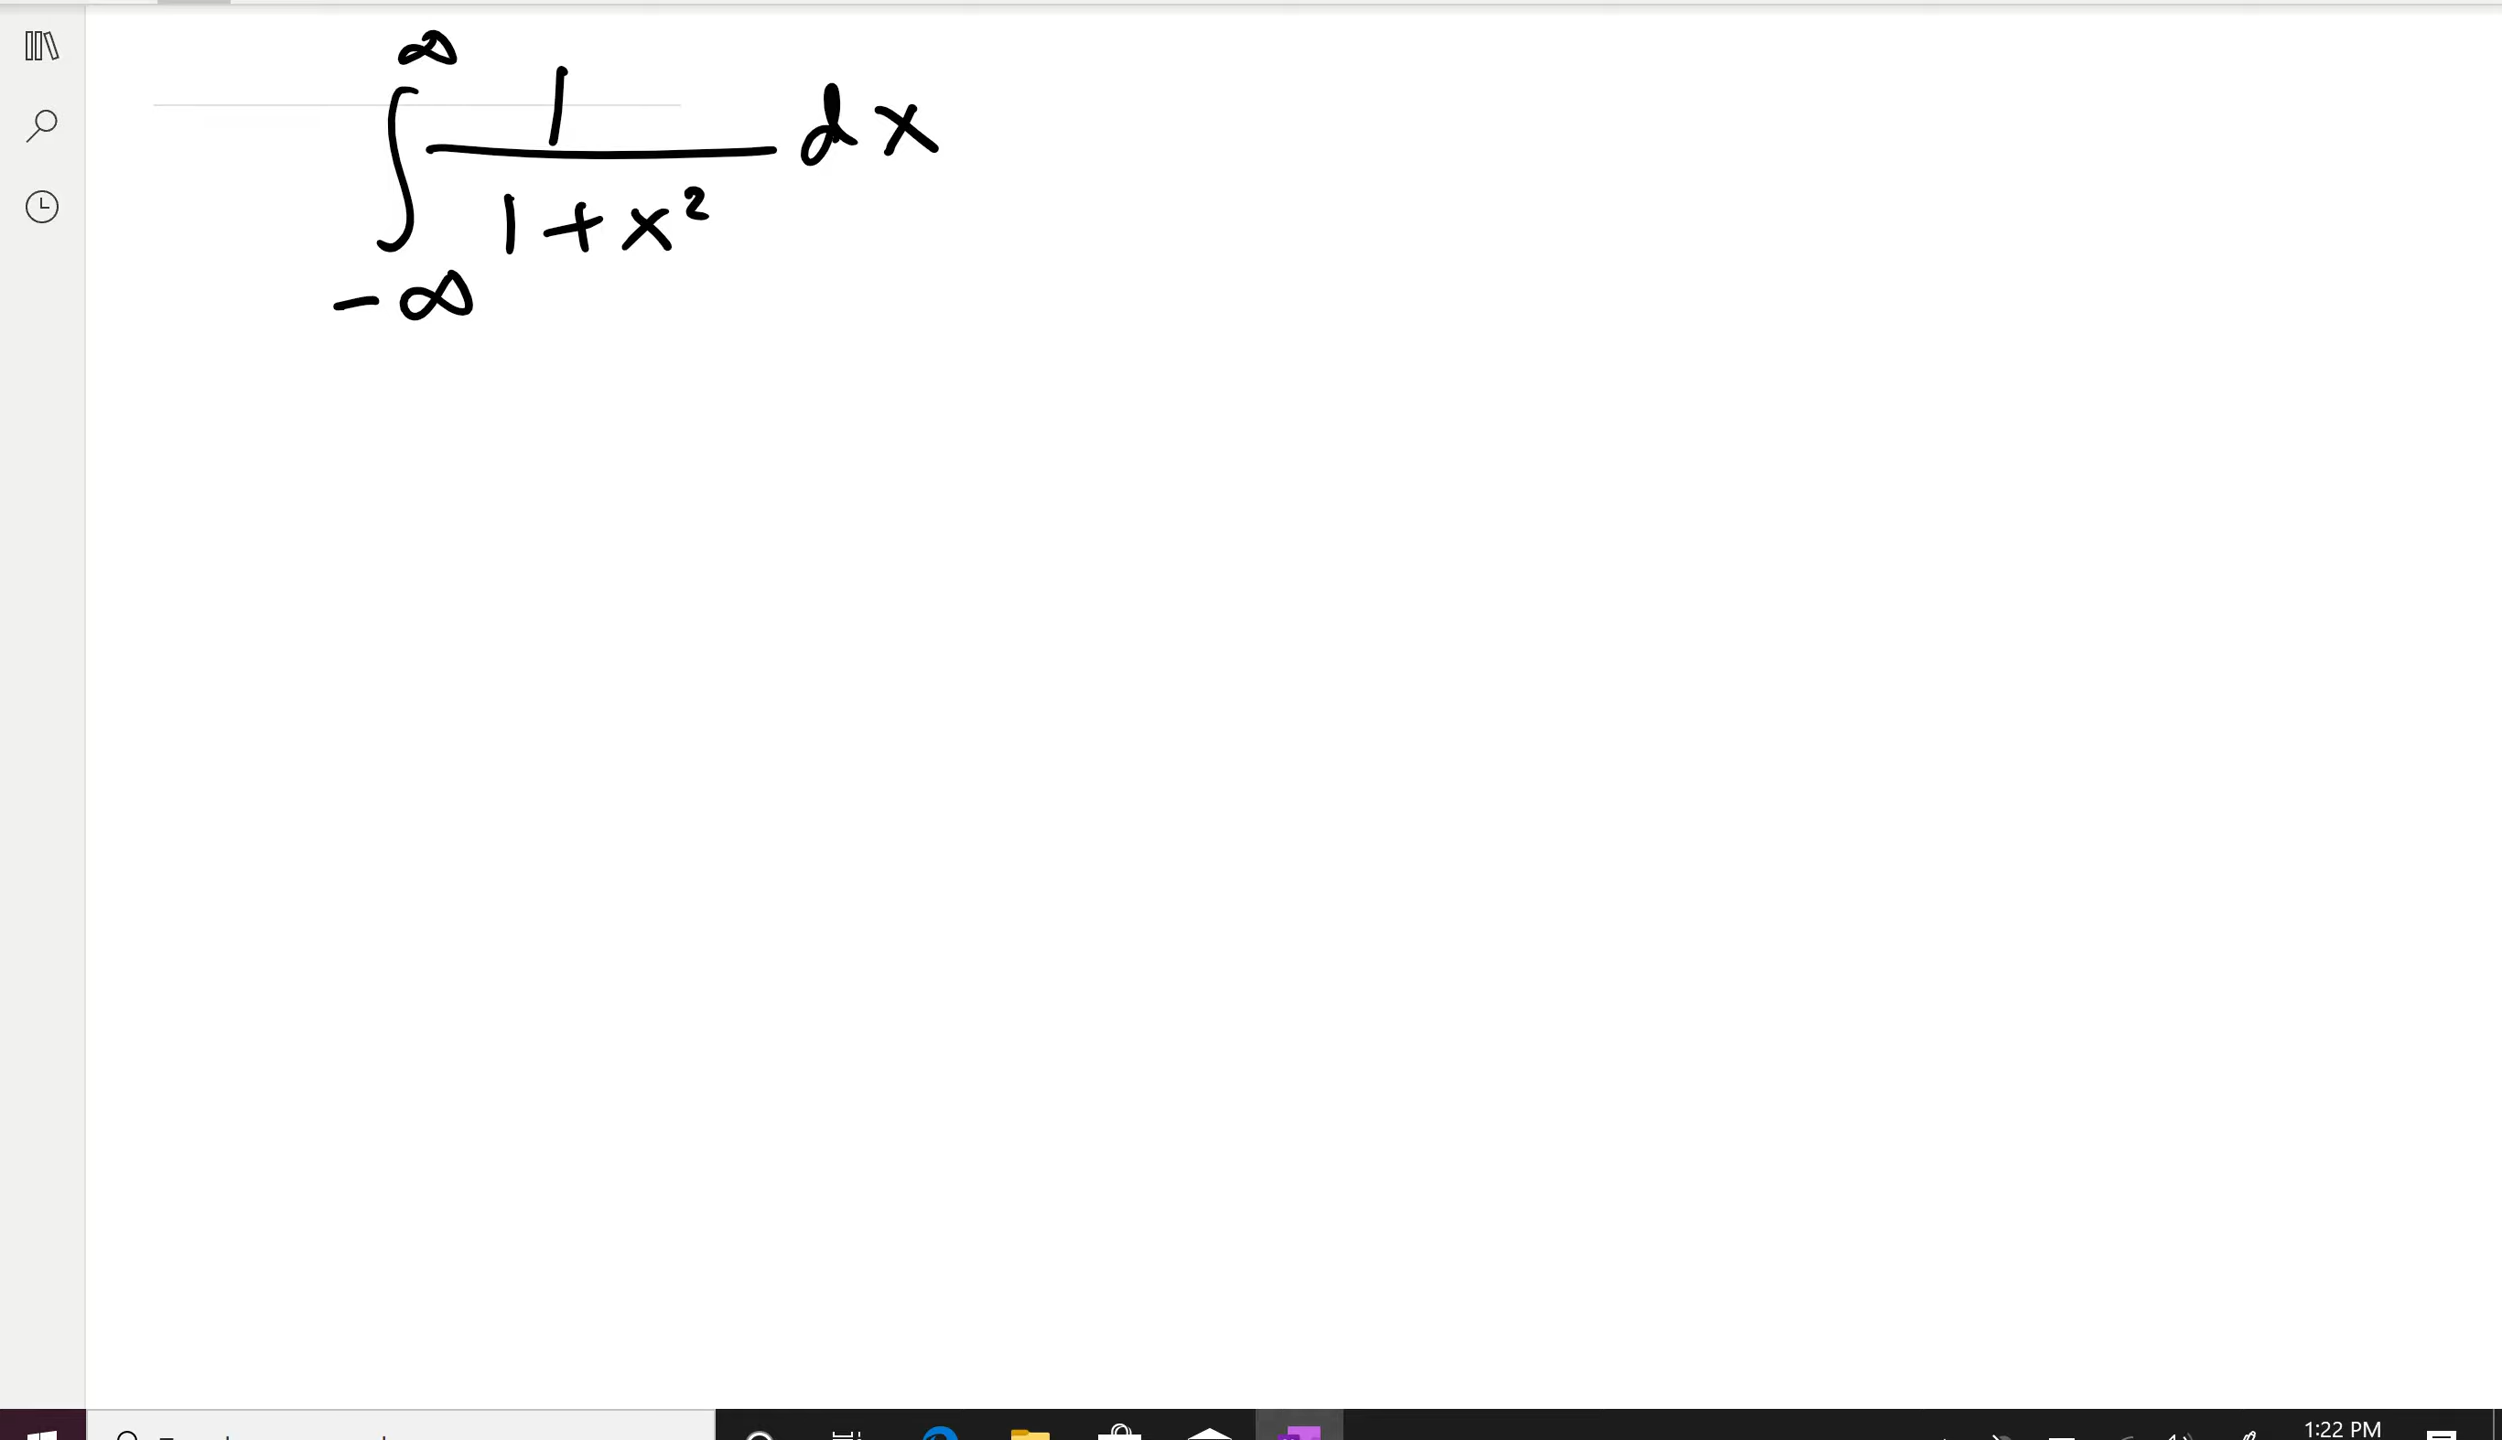 ∫_{-∞}^{∞} 1/(1+x²) dx
1:22 PM